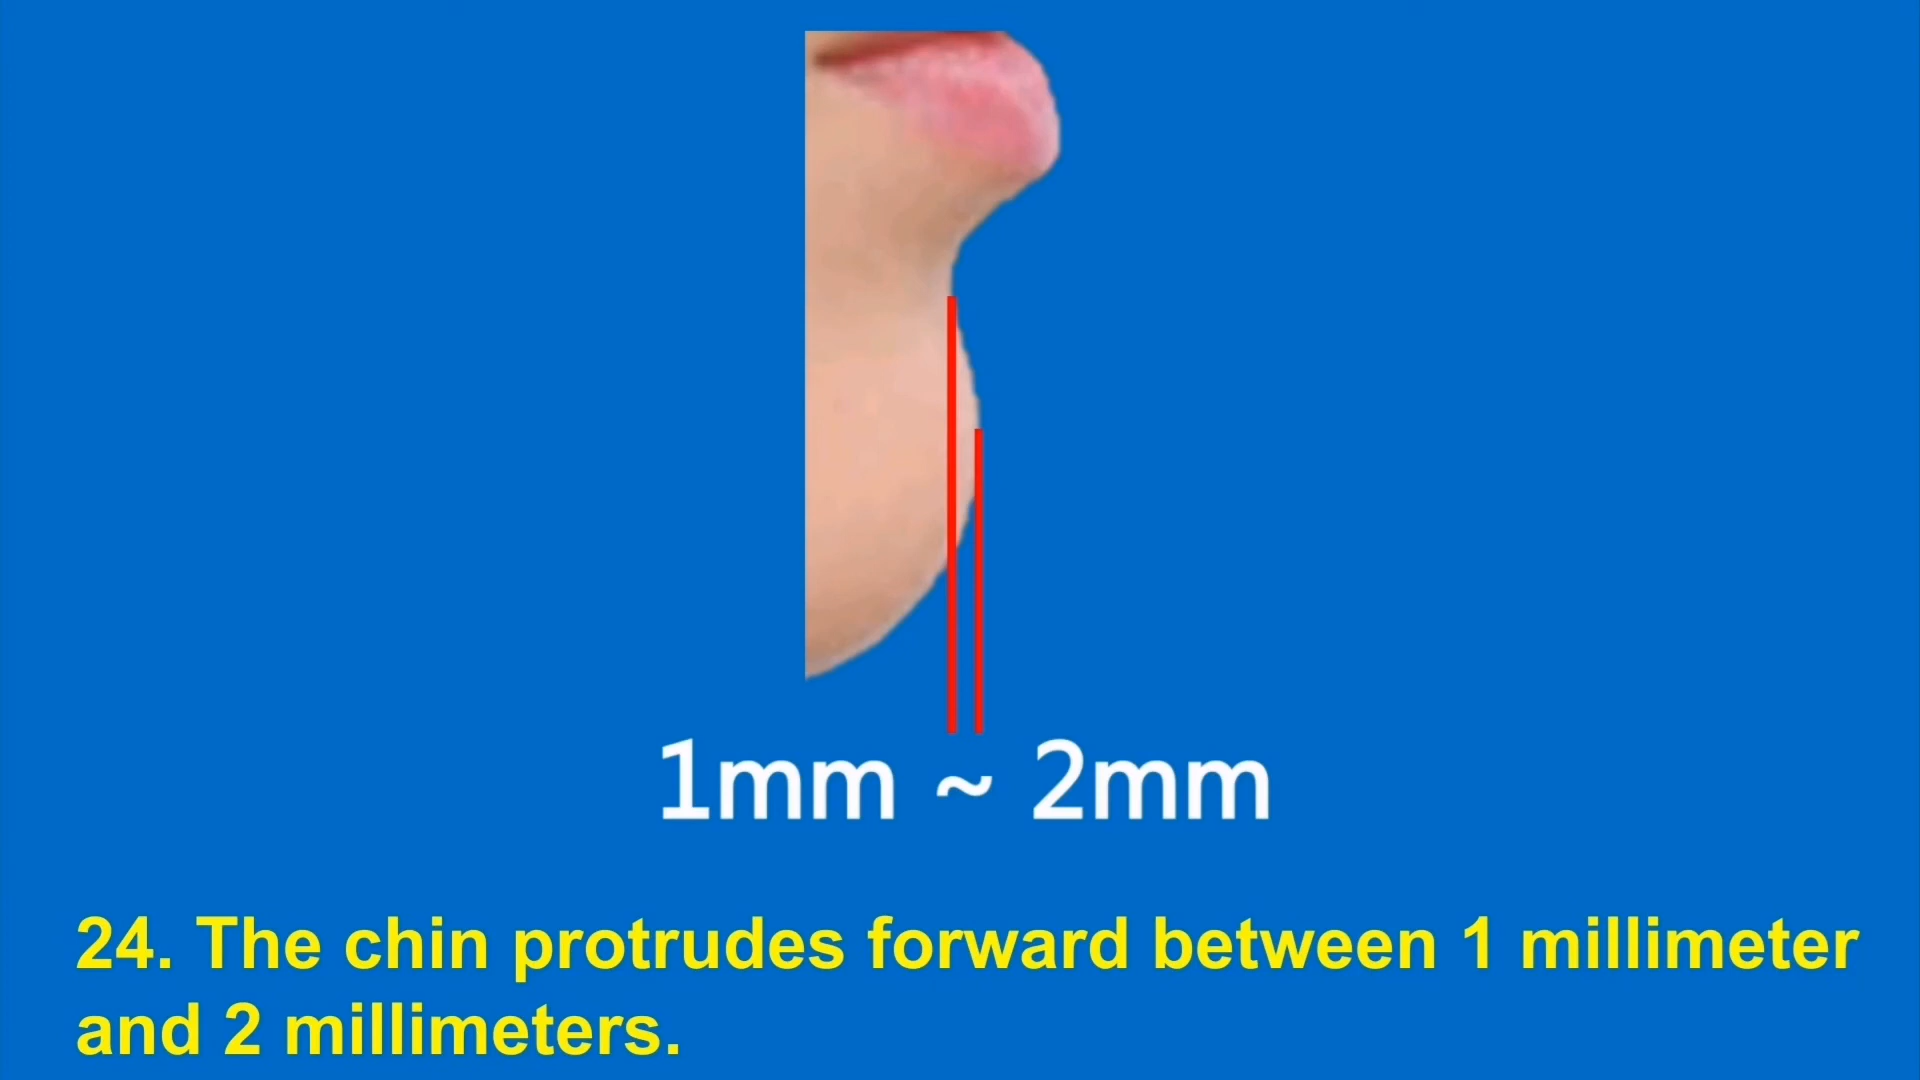 1mm ~ 2mm
24. The chin protrudes forward between 1 millimeter
and 2 millimeters.